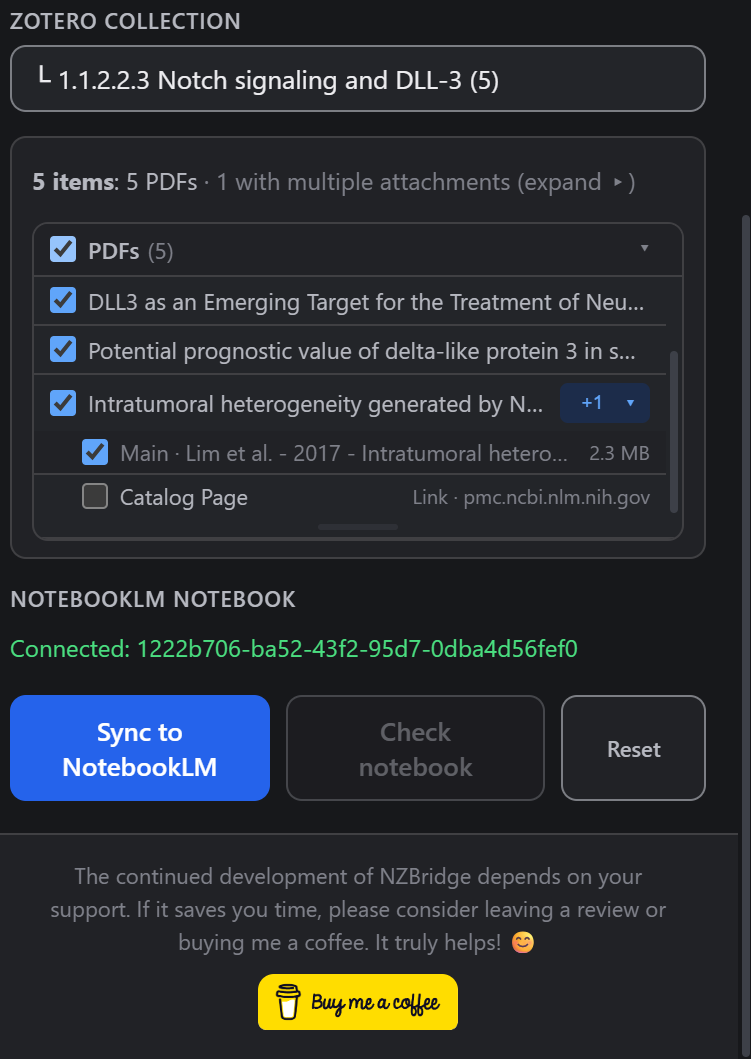 ZOTERO COLLECTION
└ 1.1.2.2.3 Notch signaling and DLL-3 (5)
5 items: 5 PDFs · 1 with multiple attachments (expand ▸ )
PDFs (5) ▾
DLL3 as an Emerging Target for the Treatment of Neu...
Potential prognostic value of delta-like protein 3 in s...
Intratumoral heterogeneity generated by N... +1 ▾
Main · Lim et al. - 2017 - Intratumoral hetero... 2.3 MB
Catalog Page Link · pmc.ncbi.nlm.nih.gov
NOTEBOOKLM NOTEBOOK
Connected: 1222b706-ba52-43f2-95d7-0dba4d56fef0
Sync to
NotebookLM
Check
notebook
Reset
The continued development of NZBridge depends on your
support. If it saves you time, please consider leaving a review or
buying me a coffee. It truly helps! 😊
Buy me a coffee